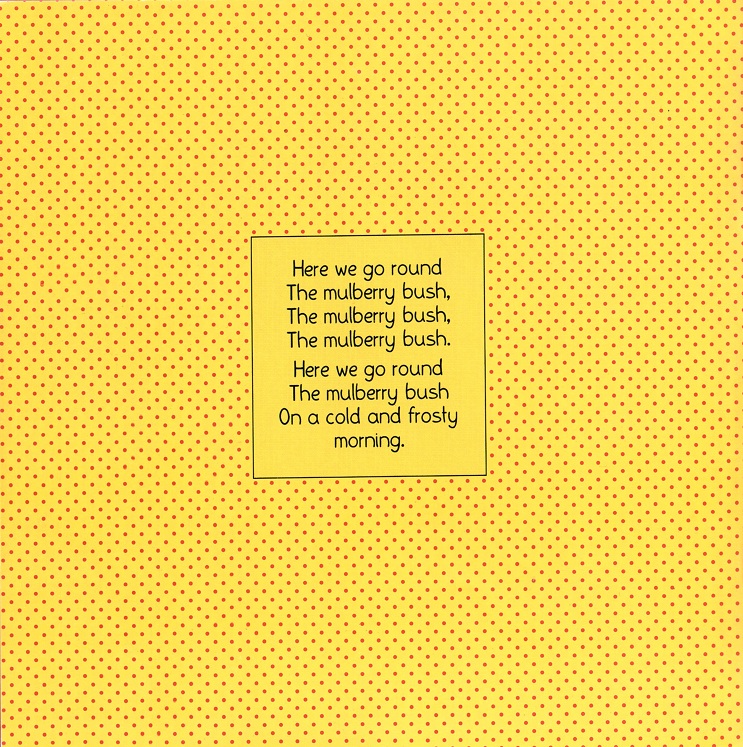 Here we go round
The mulberry bush,
The mulberry bush,
The mulberry bush.
Here we go round
The mulberry bush
On a cold and frosty
morning.